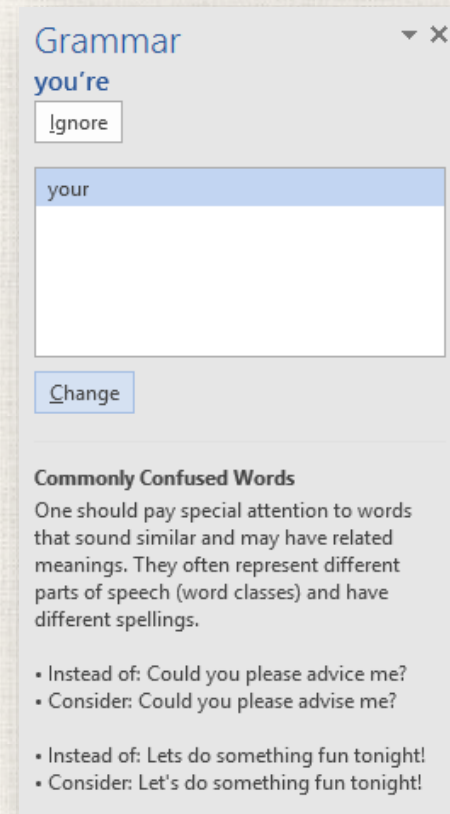 Grammar
you're
Ignore
your
Change
Commonly Confused Words
One should pay special attention to words
that sound similar and may have related
meanings. They often represent different
parts of speech (word classes) and have
different spellings.
• Instead of: Could you please advice me?
• Consider: Could you please advise me?
• Instead of: Lets do something fun tonight!
• Consider: Let's do something fun tonight!